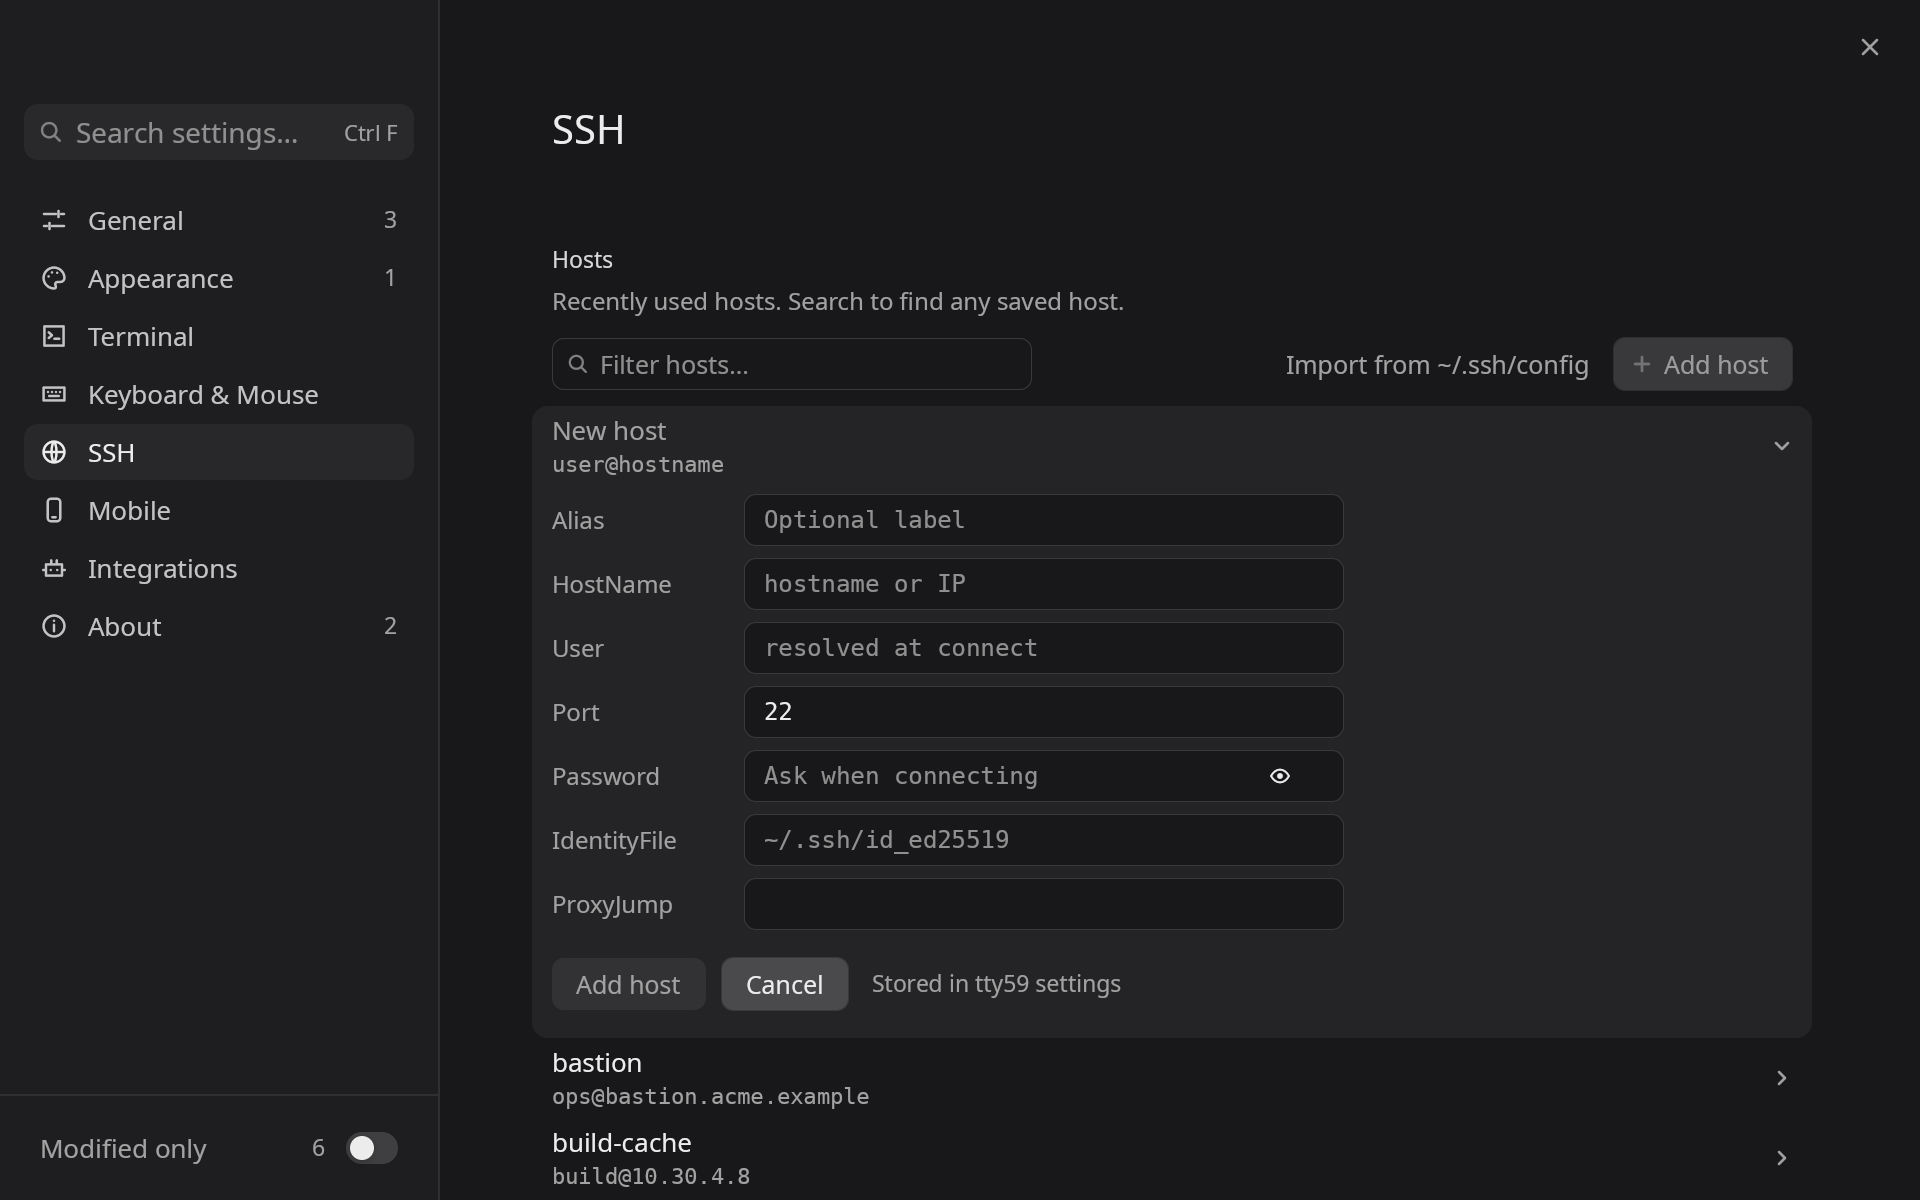 Search settings...
Ctrl F
General
3
Appearance
1
Terminal
Keyboard & Mouse
SSH
Mobile
Integrations
About
2
Modified only
6
SSH
Hosts
Recently used hosts. Search to find any saved host.
Filter hosts...
Import from ~/.ssh/config
Add host
New host
user@hostname
Alias
Optional label
HostName
hostname or IP
User
resolved at connect
Port
22
Password
Ask when connecting
IdentityFile
~/.ssh/id_ed25519
ProxyJump
Add host
Cancel
Stored in tty59 settings
bastion
ops@bastion.acme.example
build-cache
build@10.30.4.8